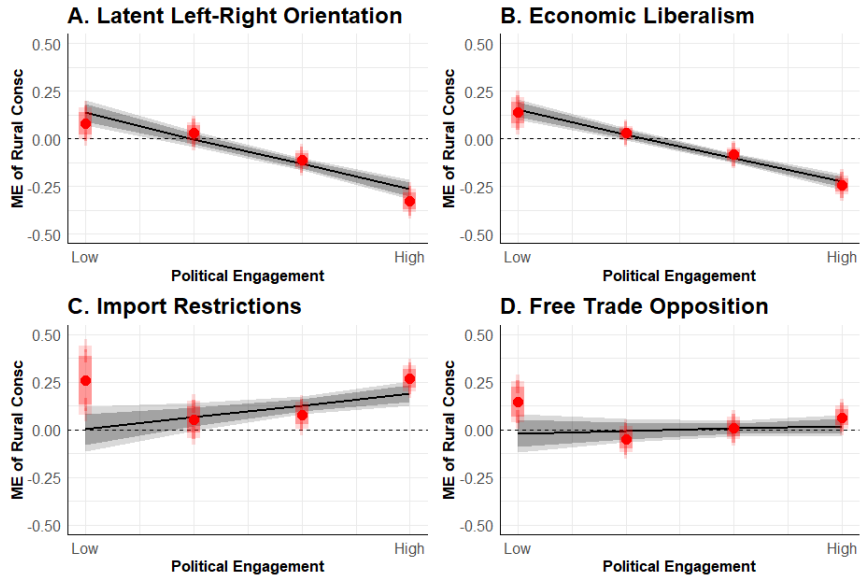 A. Latent Left-Right Orientation
ME of Rural Consc
0.50
0.25
0.00
-0.25
-0.50
Low
High
Political Engagement
B. Economic Liberalism
ME of Rural Consc
0.50
0.25
0.00
-0.25
-0.50
Low
High
Political Engagement
C. Import Restrictions
ME of Rural Consc
0.50
0.25
0.00
-0.25
-0.50
Low
High
Political Engagement
D. Free Trade Opposition
ME of Rural Consc
0.50
0.25
0.00
-0.25
-0.50
Low
High
Political Engagement